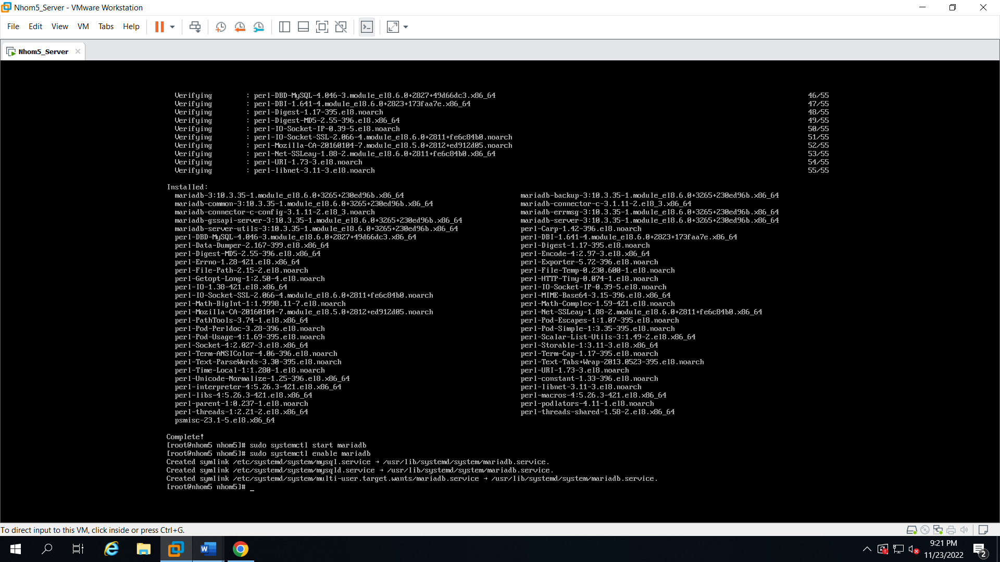 Nhom5_Server - VMware Workstation
File Edit View VM Tabs Help
Nhom5_Server
Verifying : perl-DBD-MySQL-4.046-3.module_el8.6.0+2827+49d66dc3.x86_64 46/55
Verifying : perl-DBI-1.641-4.module_el8.6.0+2823+173faa7e.x86_64 47/55
Verifying : perl-Digest-1.17-395.el8.noarch 48/55
Verifying : perl-Digest-MD5-2.55-396.el8.x86_64 49/55
Verifying : perl-IO-Socket-IP-0.39-5.el8.noarch 50/55
Verifying : perl-IO-Socket-SSL-2.066-4.module_el8.6.0+2811+fe6c84b0.noarch 51/55
Verifying : perl-Mozilla-CA-20160104-7.module_el8.5.0+2812+ed912d05.noarch 52/55
Verifying : perl-Net-SSLeay-1.88-2.module_el8.6.0+2811+fe6c84b0.x86_64 53/55
Verifying : perl-URI-1.73-3.el8.noarch 54/55
Verifying : perl-libnet-3.11-3.el8.noarch 55/55
Installed:
mariadb-3:10.3.35-1.module_el8.6.0+3265+230ed96b.x86_64 mariadb-backup-3:10.3.35-1.module_el8.6.0+3265+230ed96b.x86_64
mariadb-common-3:10.3.35-1.module_el8.6.0+3265+230ed96b.x86_64 mariadb-connector-c-3.1.11-2.el8_3.x86_64
mariadb-connector-c-config-3.1.11-2.el8_3.noarch mariadb-errmsg-3:10.3.35-1.module_el8.6.0+3265+230ed96b.x86_64
mariadb-gssapi-server-3:10.3.35-1.module_el8.6.0+3265+230ed96b.x86_64 mariadb-server-3:10.3.35-1.module_el8.6.0+3265+230ed96b.x86_64
mariadb-server-utils-3:10.3.35-1.module_el8.6.0+3265+230ed96b.x86_64 perl-Carp-1.42-396.el8.noarch
perl-DBD-MySQL-4.046-3.module_el8.6.0+2827+49d66dc3.x86_64 perl-DBI-1.641-4.module_el8.6.0+2823+173faa7e.x86_64
perl-Data-Dumper-2.167-399.el8.x86_64 perl-Digest-1.17-395.el8.noarch
perl-Digest-MD5-2.55-396.el8.x86_64 perl-Encode-4:2.97-3.el8.x86_64
perl-Errno-1.28-421.el8.x86_64 perl-Exporter-5.72-396.el8.noarch
perl-File-Path-2.15-2.el8.noarch perl-File-Temp-0.230.600-1.el8.noarch
perl-Getopt-Long-1:2.50-4.el8.noarch perl-HTTP-Tiny-0.074-1.el8.noarch
perl-IO-1.38-421.el8.x86_64 perl-IO-Socket-IP-0.39-5.el8.noarch
perl-IO-Socket-SSL-2.066-4.module_el8.6.0+2811+fe6c84b0.noarch perl-MIME-Base64-3.15-396.el8.x86_64
perl-Math-BigInt-1:1.9998.11-7.el8.noarch perl-Math-Complex-1.59-421.el8.noarch
perl-Mozilla-CA-20160104-7.module_el8.5.0+2812+ed912d05.noarch perl-Net-SSLeay-1.88-2.module_el8.6.0+2811+fe6c84b0.x86_64
perl-PathTools-3.74-1.el8.x86_64 perl-Pod-Escapes-1:1.07-395.el8.noarch
perl-Pod-Perldoc-3.28-396.el8.noarch perl-Pod-Simple-1:3.35-395.el8.noarch
perl-Pod-Usage-4:1.69-395.el8.noarch perl-Scalar-List-Utils-3:1.49-2.el8.x86_64
perl-Socket-4:2.027-3.el8.x86_64 perl-Storable-1:3.11-3.el8.x86_64
perl-Term-ANSIColor-4.06-396.el8.noarch perl-Term-Cap-1.17-395.el8.noarch
perl-Text-ParseWords-3.30-395.el8.noarch perl-Text-Tabs+Wrap-2013.0523-395.el8.noarch
perl-Time-Local-1:1.280-1.el8.noarch perl-URI-1.73-3.el8.noarch
perl-Unicode-Normalize-1.25-396.el8.x86_64 perl-constant-1.33-396.el8.noarch
perl-interpreter-4:5.26.3-421.el8.x86_64 perl-libnet-3.11-3.el8.noarch
perl-libs-4:5.26.3-421.el8.x86_64 perl-macros-4:5.26.3-421.el8.x86_64
perl-parent-1:0.237-1.el8.noarch perl-podlators-4.11-1.el8.noarch
perl-threads-1:2.21-2.el8.x86_64 perl-threads-shared-1.58-2.el8.x86_64
psmisc-23.1-5.el8.x86_64
Complete!
[root@nhom5 nhom5]# sudo systemctl start mariadb
[root@nhom5 nhom5]# sudo systemctl enable mariadb
Created symlink /etc/systemd/system/mysql.service → /usr/lib/systemd/system/mariadb.service.
Created symlink /etc/systemd/system/mysqld.service → /usr/lib/systemd/system/mariadb.service.
Created symlink /etc/systemd/system/multi-user.target.wants/mariadb.service → /usr/lib/systemd/system/mariadb.service.
[root@nhom5 nhom5]# _
To direct input to this VM, click inside or press Ctrl+G.
9:21 PM
11/23/2022
2